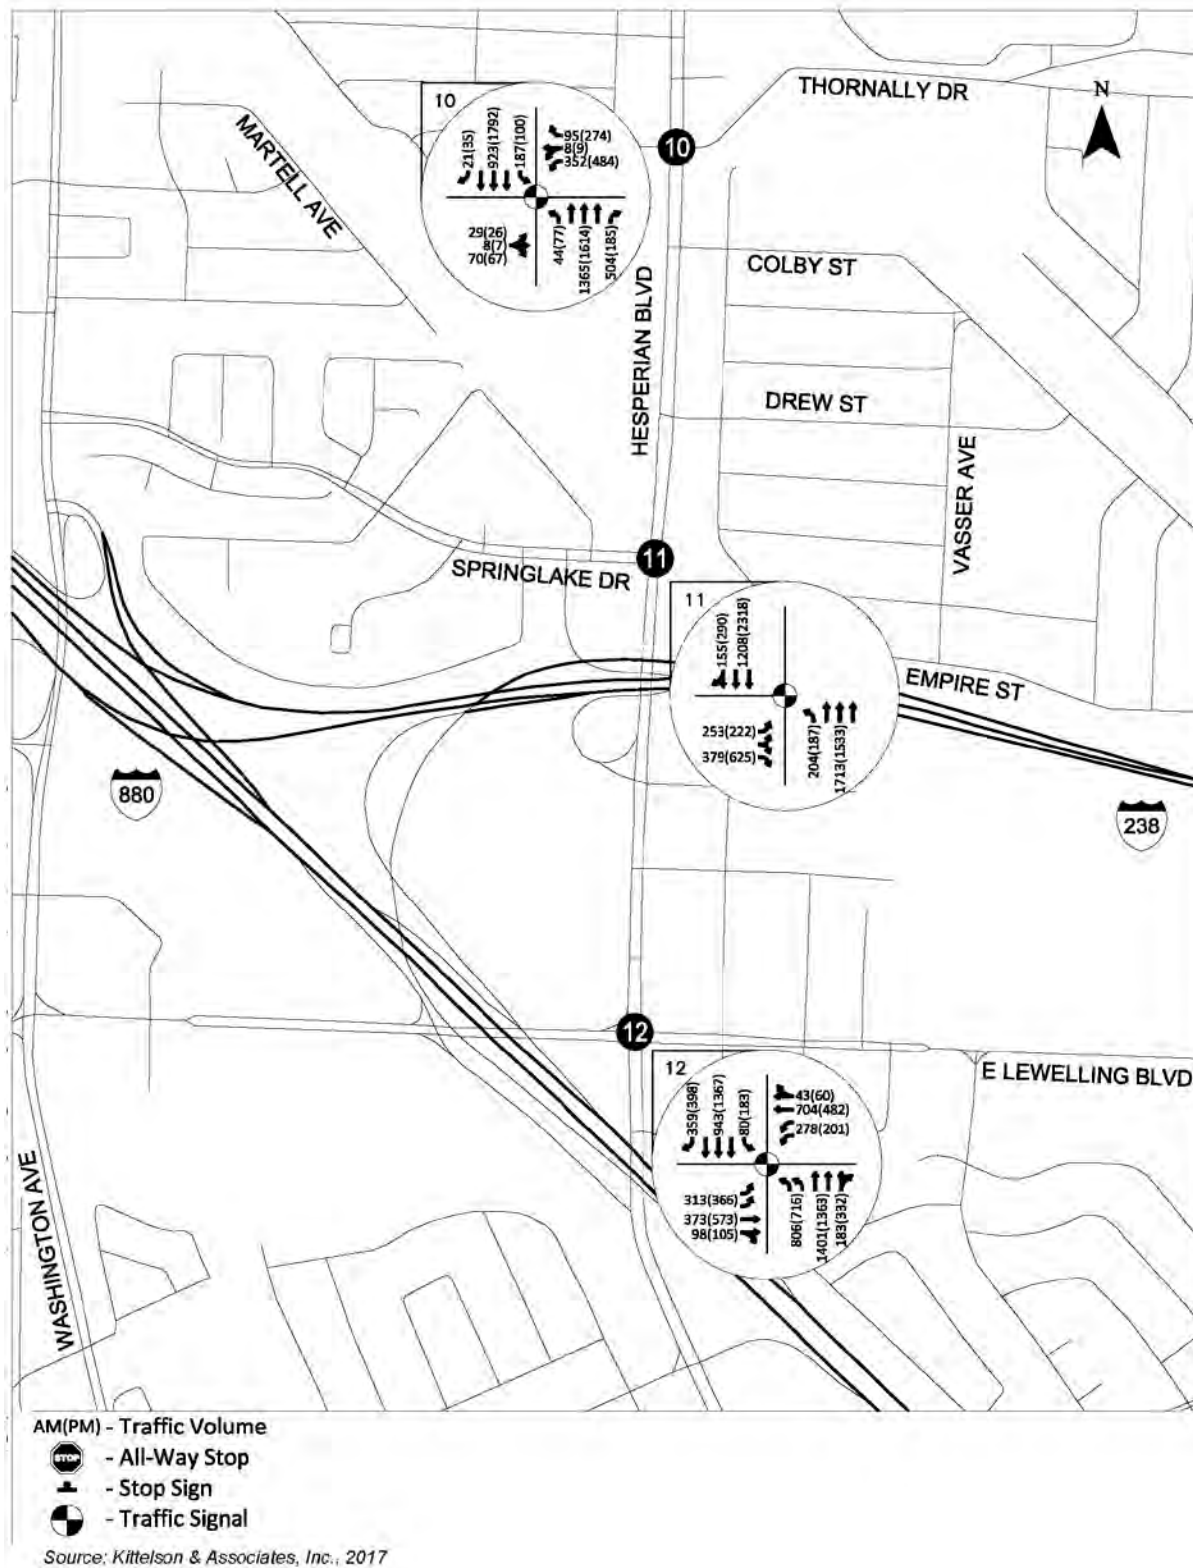 THORNALLY DR
N
10
21(35)
923(1792)
187(100)
95(274)
8(9)
352(484)
10
MARTELL AVE
29(26)
8(7)
70(67)
44(77)
1365(1614)
504(185)
COLBY ST
HESPERIAN BLVD
DREW ST
VASSER AVE
11
SPRINGLAKE DR
11
155(290)
1208(2318)
EMPIRE ST
253(222)
379(625)
204(187)
1713(1533)
880
238
12
12
359(398)
943(1367)
80(183)
43(60)
704(482)
278(201)
E LEWELLING BLVD
313(366)
373(573)
98(105)
806(716)
1401(1363)
183(332)
WASHINGTON AVE
AM(PM) - Traffic Volume
STOP - All-Way Stop
- Stop Sign
- Traffic Signal
Source: Kittelson & Associates, Inc., 2017